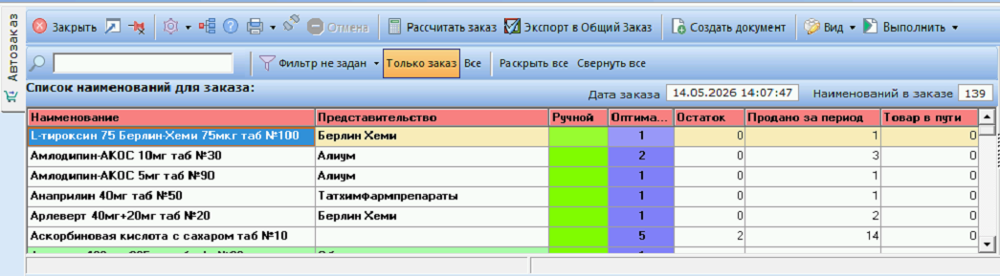 Автозаказ
Закрыть Отмена Рассчитать заказ Экспорт в Общий Заказ Создать документ Вид Выполнить
Фильтр не задан Только заказ Все Раскрыть все Свернуть все
Список наименований для заказа:
Дата заказа 14.05.2026 14:07:47 Наименований в заказе 139
Наименование Представительство Ручной Оптима... Остаток Продано за период Товар в пути
L-тироксин 75 Берлин-Хеми 75мкг таб №100 Берлин Хеми 1 0 1 0
Амлодипин-АКОС 10мг таб №30 Алиум 2 0 3 0
Амлодипин-АКОС 5мг таб №90 Алиум 1 0 1 0
Анаприлин 40мг таб №50 Татхимфармпрепараты 1 0 1 0
Арлеверт 40мг+20мг таб №20 Берлин Хеми 1 0 2 0
Аскорбиновая кислота с сахаром таб №10 5 2 14 0